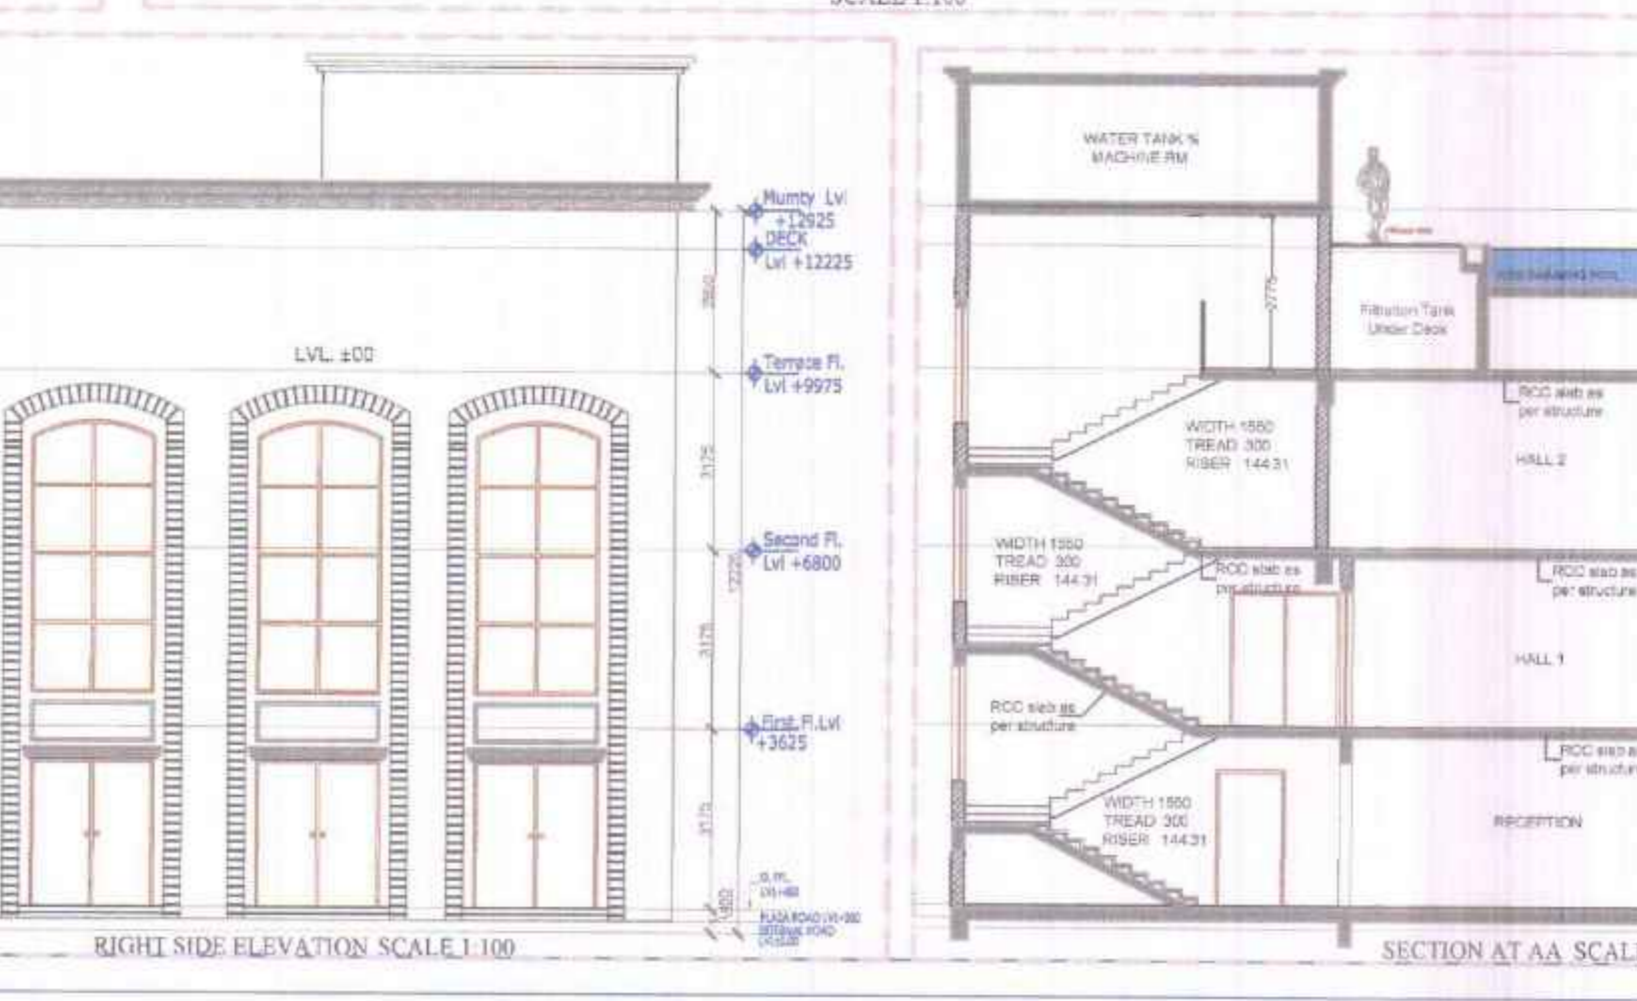 SCALE 1:100
WATER TANK %
MACHINE RM
Mumty Lvl
+12925
DECK
Lvl +12225
2775
Filtration Tank
Under Deck
LVL. ±00
Terrace Fl.
Lvl +9975
RCC slab as
per structure
WIDTH 1550
TREAD 300
RISER 144.31
HALL 2
3175
Second Fl.
Lvl +6800
12225
WIDTH 1550
TREAD 300
RISER 144.31
RCC slab as
per structure
RCC slab as
per structure
3175
HALL 1
RCC slab as
per structure
First Fl.Lvl
+3625
RCC slab a
per structur
3175
WIDTH 1550
TREAD 300
RISER 144.31
RECEPTION
RIGHT SIDE ELEVATION SCALE 1:100
SECTION AT AA SCAL